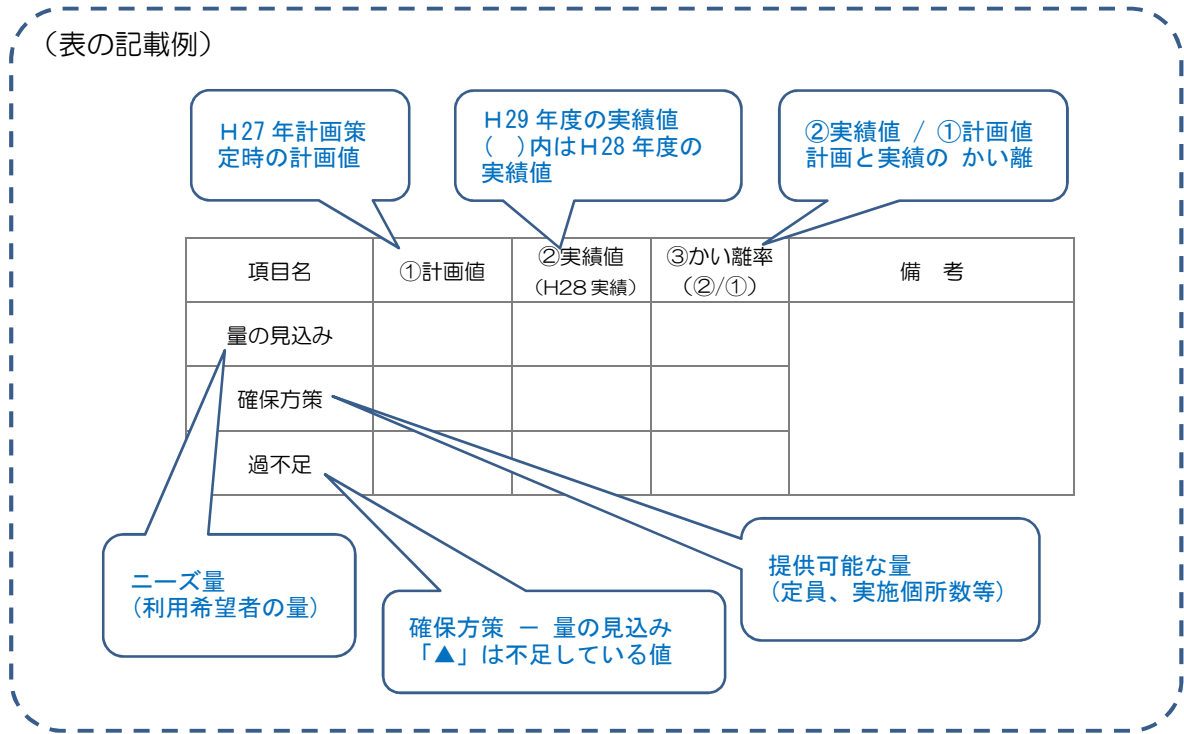 （表の記載例）
Ｈ27 年計画策
定時の計画値
Ｈ29 年度の実績値
（　）内はＨ28 年度の
実績値
②実績値 / ①計画値
計画と実績の かい離
項目名
①計画値
②実績値
（H28 実績）
③かい離率
（②/①）
備　考
量の見込み
確保方策
過不足
ニーズ量
（利用希望者の量）
確保方策 － 量の見込み
「▲」は不足している値
提供可能な量
（定員、実施個所数等）